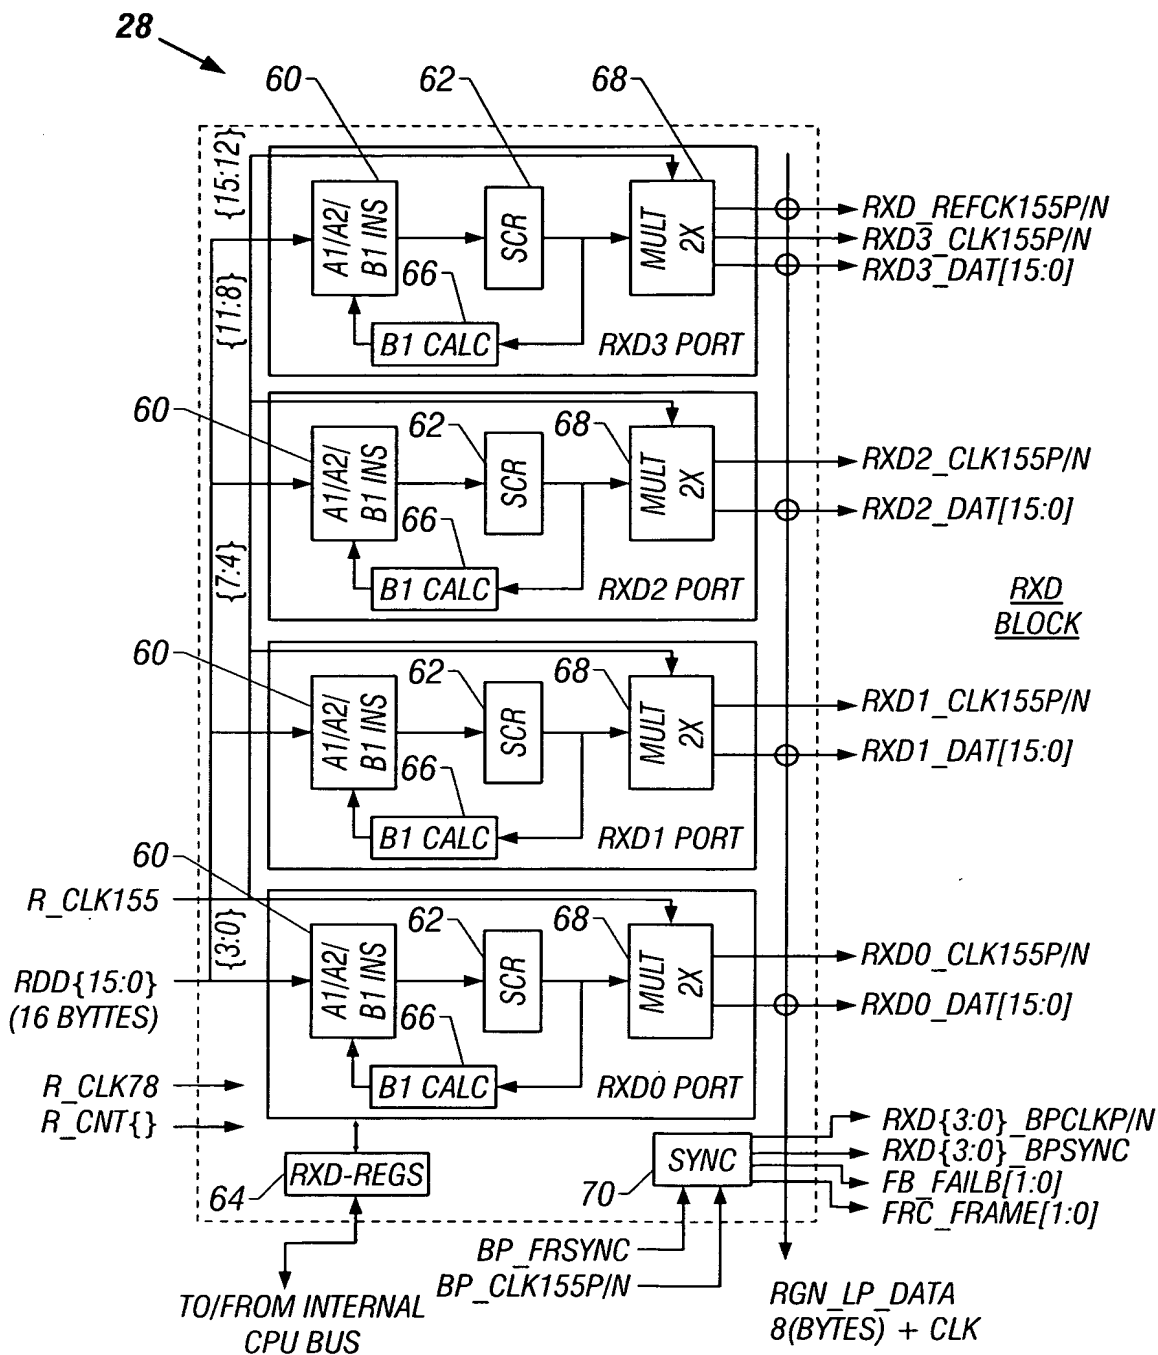 28
60
62
68
{15:12}
A1/A2/
B1 INS
SCR
MULT
2X
RXD_REFCK155P/N
RXD3_CLK155P/N
RXD3_DAT[15:0]
66
B1 CALC
RXD3 PORT
{11:8}
60
62
68
A1/A2/
B1 INS
SCR
MULT
2X
RXD2_CLK155P/N
RXD2_DAT[15:0]
66
B1 CALC
RXD2 PORT
{7:4}
RXD
BLOCK
60
62
68
A1/A2/
B1 INS
SCR
MULT
2X
RXD1_CLK155P/N
RXD1_DAT[15:0]
66
B1 CALC
RXD1 PORT
60
R_CLK155
{3:0}
62
68
A1/A2/
B1 INS
SCR
MULT
2X
RXD0_CLK155P/N
RXD0_DAT[15:0]
RDD{15:0}
(16 BYTTES)
66
B1 CALC
RXD0 PORT
R_CLK78
R_CNT{}
RXD-REGS
64
SYNC
70
RXD{3:0}_BPCLKP/N
RXD{3:0}_BPSYNC
FB_FAILB[1:0]
FRC_FRAME[1:0]
BP_FRSYNC
BP_CLK155P/N
TO/FROM INTERNAL
CPU BUS
RGN_LP_DATA
8(BYTES) + CLK